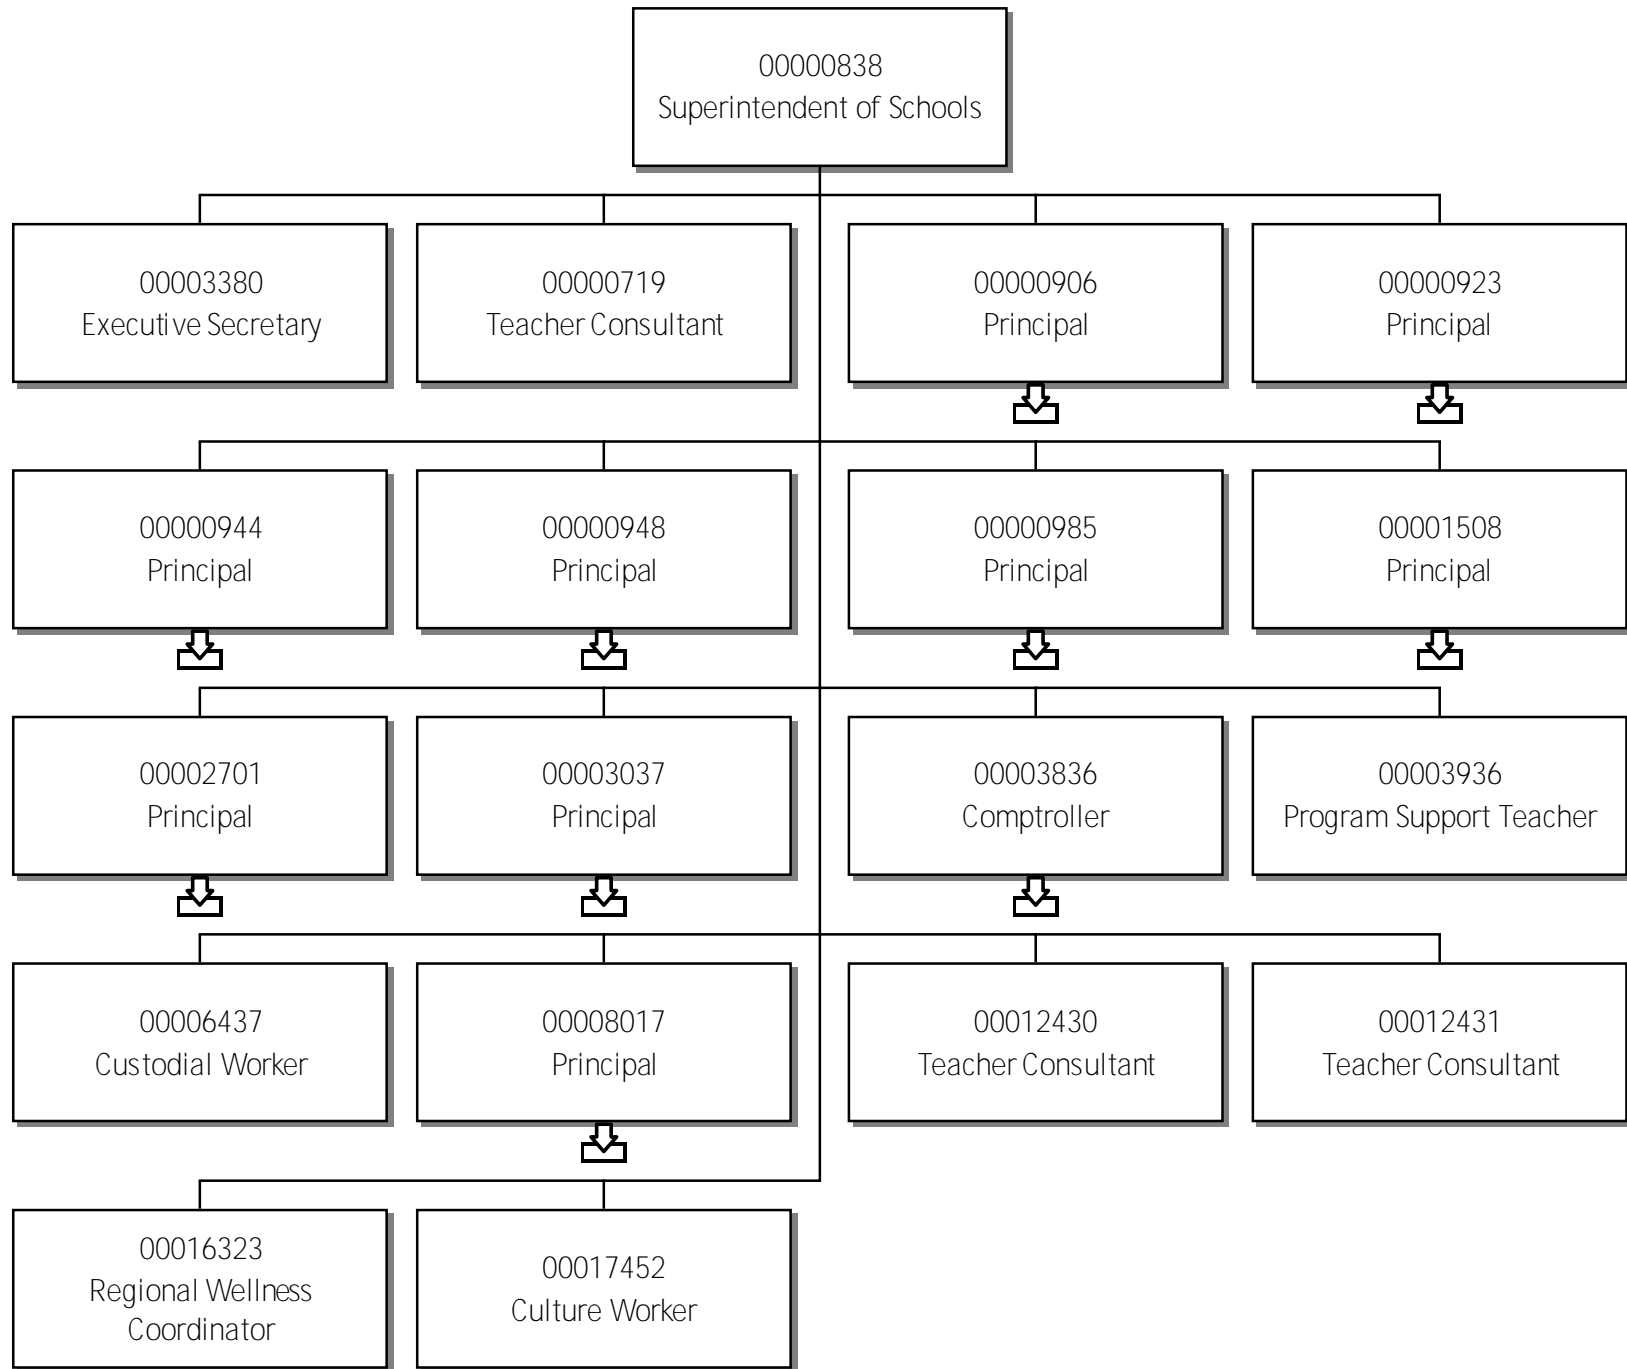 00000838
Superintendent of Schools
00003380
Executive Secretary
00000719
Teacher Consultant
00000906
Principal
00000923
Principal
00000944
Principal
00000948
Principal
00000985
Principal
00001508
Principal
00002701
Principal
00003037
Principal
00003836
Comptroller
00003936
Program Support Teacher
00006437
Custodial Worker
00008017
Principal
00012430
Teacher Consultant
00012431
Teacher Consultant
00016323
Regional Wellness
Coordinator
00017452
Culture Worker